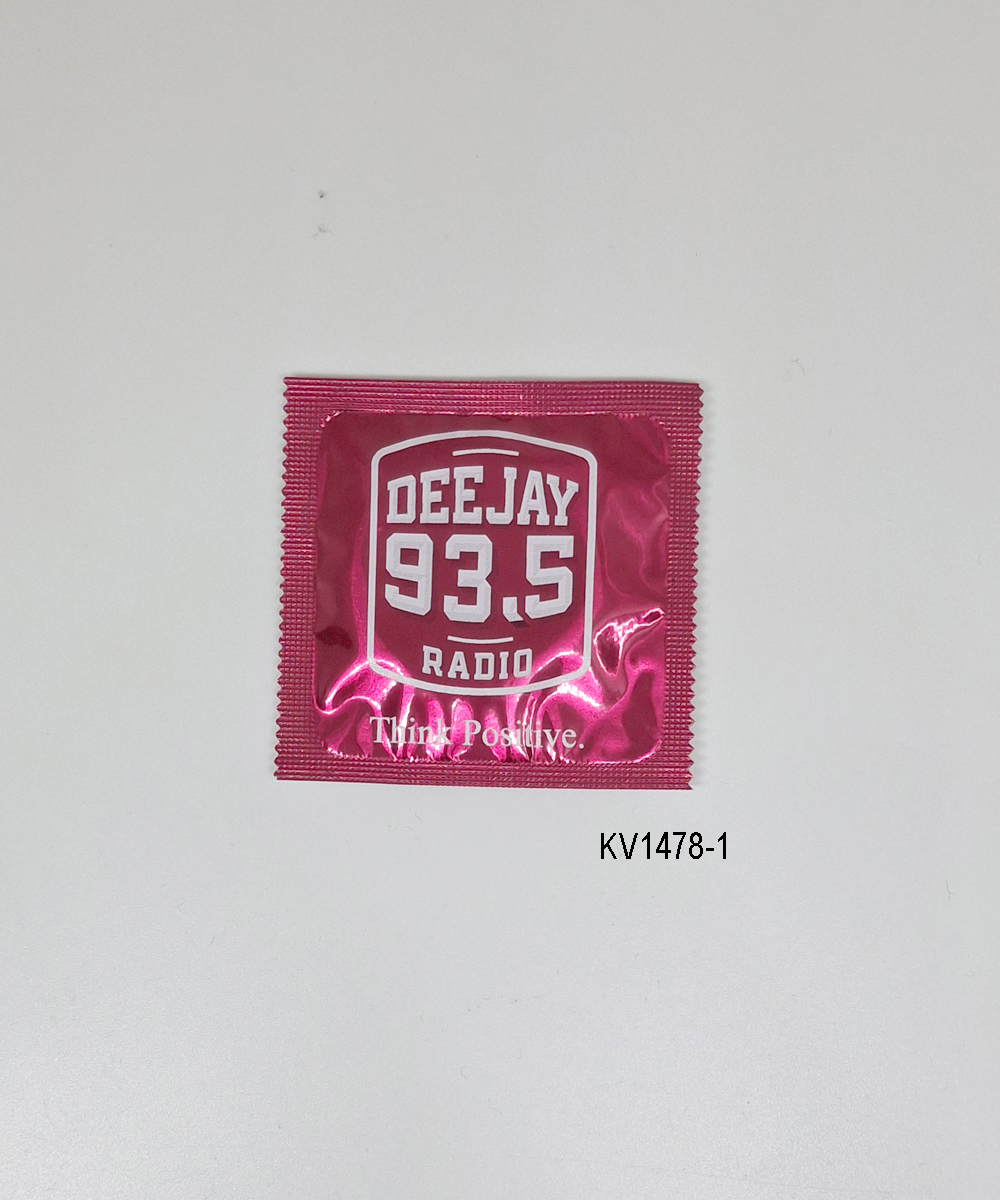 DEEJAY
93.5
RADIO
Think Positive.
KV1478-1